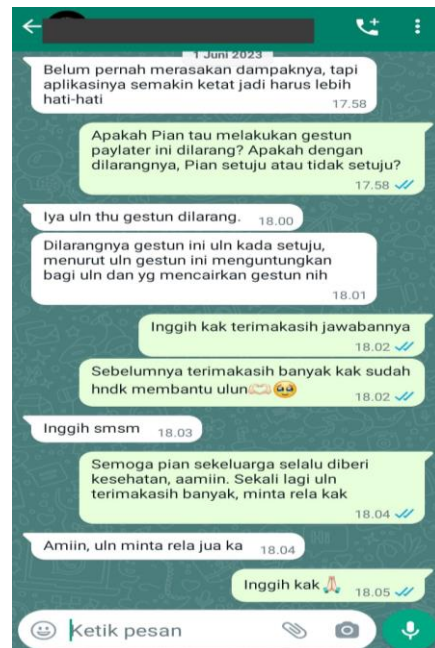 1 Juni 2023
Belum pernah merasakan dampaknya, tapi
aplikasinya semakin ketat jadi harus lebih
hati-hati
17.58
Apakah Pian tau melakukan gestun
paylater ini dilarang? Apakah dengan
dilarangnya, Pian setuju atau tidak setuju?
17.58
Iya uln thu gestun dilarang.
18.00
Dilarangnya gestun ini uln kada setuju,
menurut uln gestun ini menguntungkan
bagi uln dan yg mencairkan gestun nih
18.01
Inggih kak terimakasih jawabannya
18.02
Sebelumnya terimakasih banyak kak sudah
hndk membantu ulun🫶🏻🥹
18.02
Inggih smsm
18.03
Semoga pian sekeluarga selalu diberi
kesehatan, aamiin. Sekali lagi uln
terimakasih banyak, minta rela kak
18.04
Amiin, uln minta rela jua ka
18.04
Inggih kak 🙏🏻
18.05
Ketik pesan